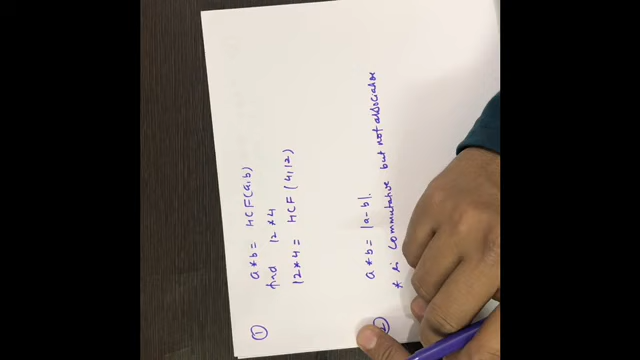 ① a * b = HCF(a,b)
find 12 * 4
12 * 4 = HCF (4,12)
a * b = |a-b|.
* is commutative but not associative